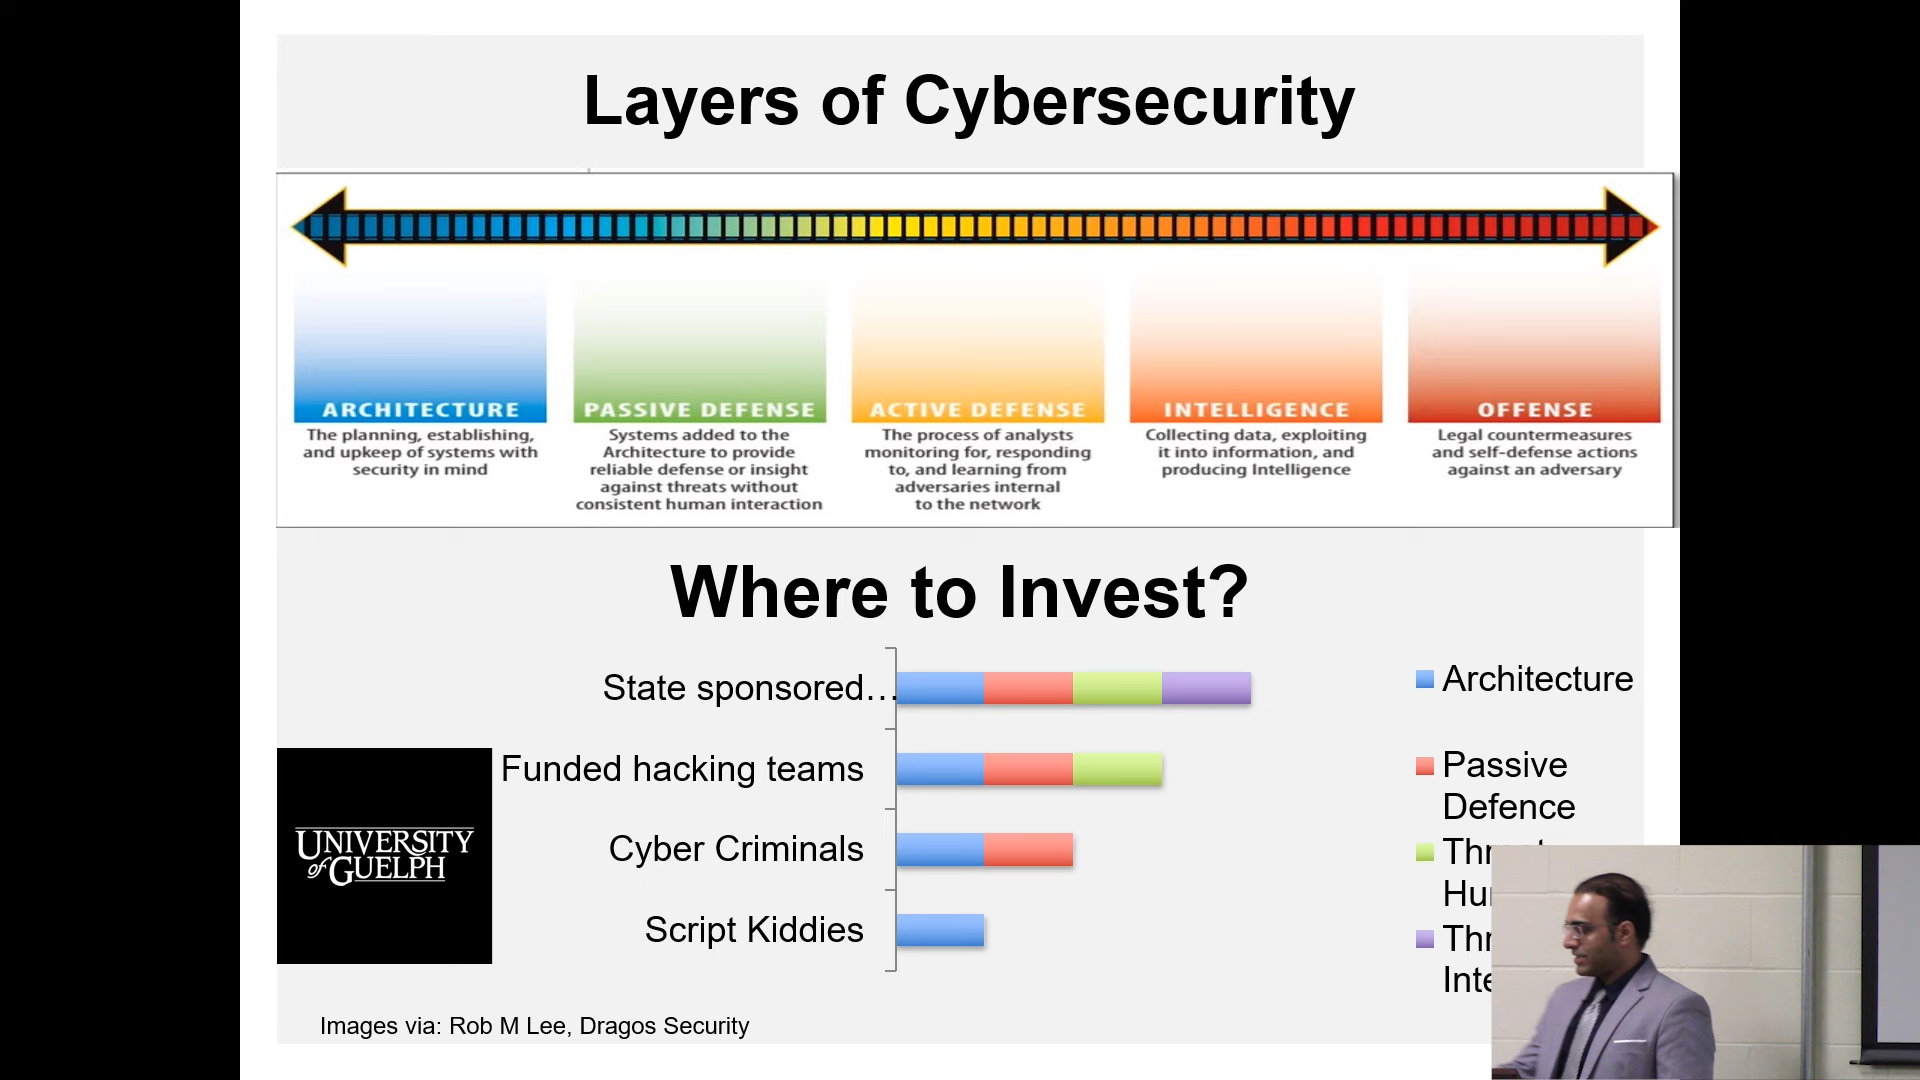 Layers of Cybersecurity
ARCHITECTURE
The planning, establishing,
and upkeep of systems with
security in mind
PASSIVE DEFENSE
Systems added to the
Architecture to provide
reliable defense or insight
against threats without
consistent human interaction
ACTIVE DEFENSE
The process of analysts
monitoring for, responding
to, and learning from
adversaries internal
to the network
INTELLIGENCE
Collecting data, exploiting
it into information, and
producing Intelligence
OFFENSE
Legal countermeasures
and self-defense actions
against an adversary
Where to Invest?
State sponsored…
Funded hacking teams
Cyber Criminals
Script Kiddies
Architecture
Passive
Defence
UNIVERSITY
of GUELPH
Images via: Rob M Lee, Dragos Security